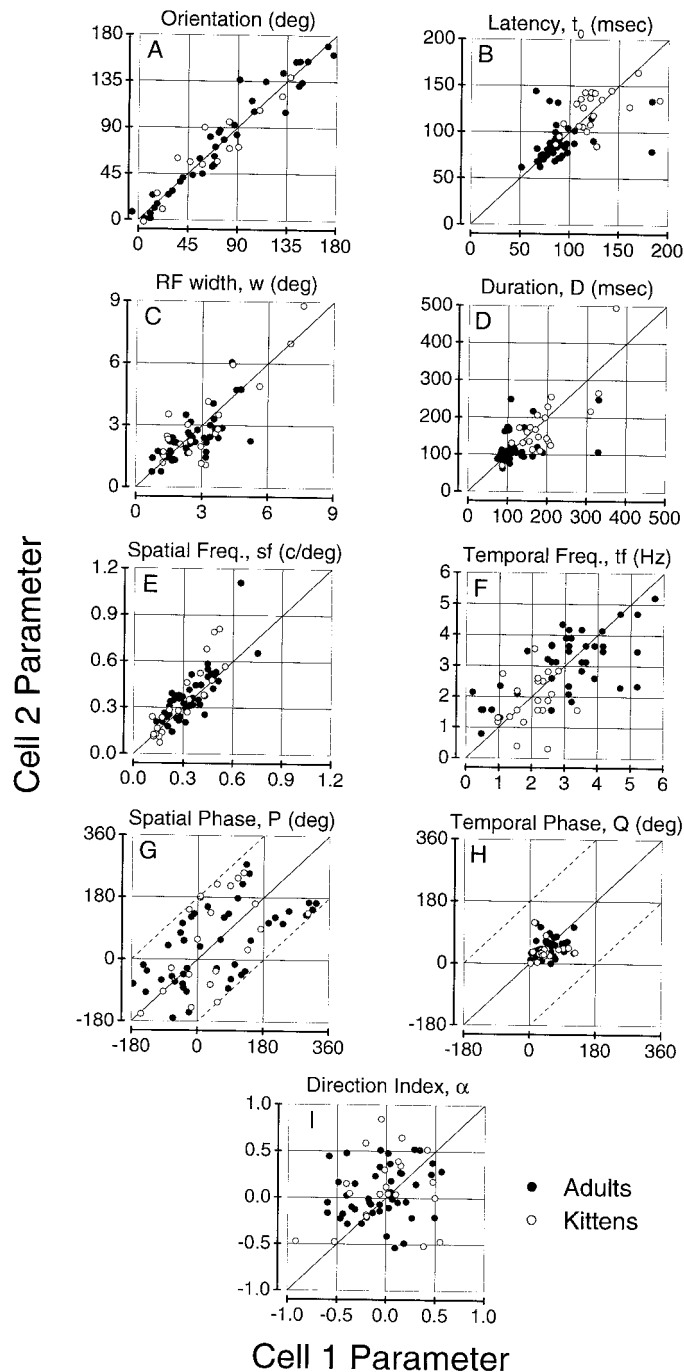 Orientation (deg)
A
180
135
90
45
0
0 45 90 135 180
Latency, t0 (msec)
B
200
150
100
50
0
0 50 100 150 200
RF width, w (deg)
C
9
6
3
0
0 3 6 9
Duration, D (msec)
D
500
400
300
200
100
0
0 100 200 300 400 500
Spatial Freq., sf (c/deg)
E
1.2
0.9
0.6
0.3
0.0
0.0 0.3 0.6 0.9 1.2
Temporal Freq., tf (Hz)
F
6
5
4
3
2
1
0
0 1 2 3 4 5 6
Spatial Phase, P (deg)
G
360
180
0
-180
-180 0 180 360
Temporal Phase, Q (deg)
H
360
180
0
-180
-180 0 180 360
Direction Index, α
I
1.0
0.5
0.0
-0.5
-1.0
-1.0 -0.5 0.0 0.5 1.0
Adults
Kittens
Cell 2 Parameter
Cell 1 Parameter